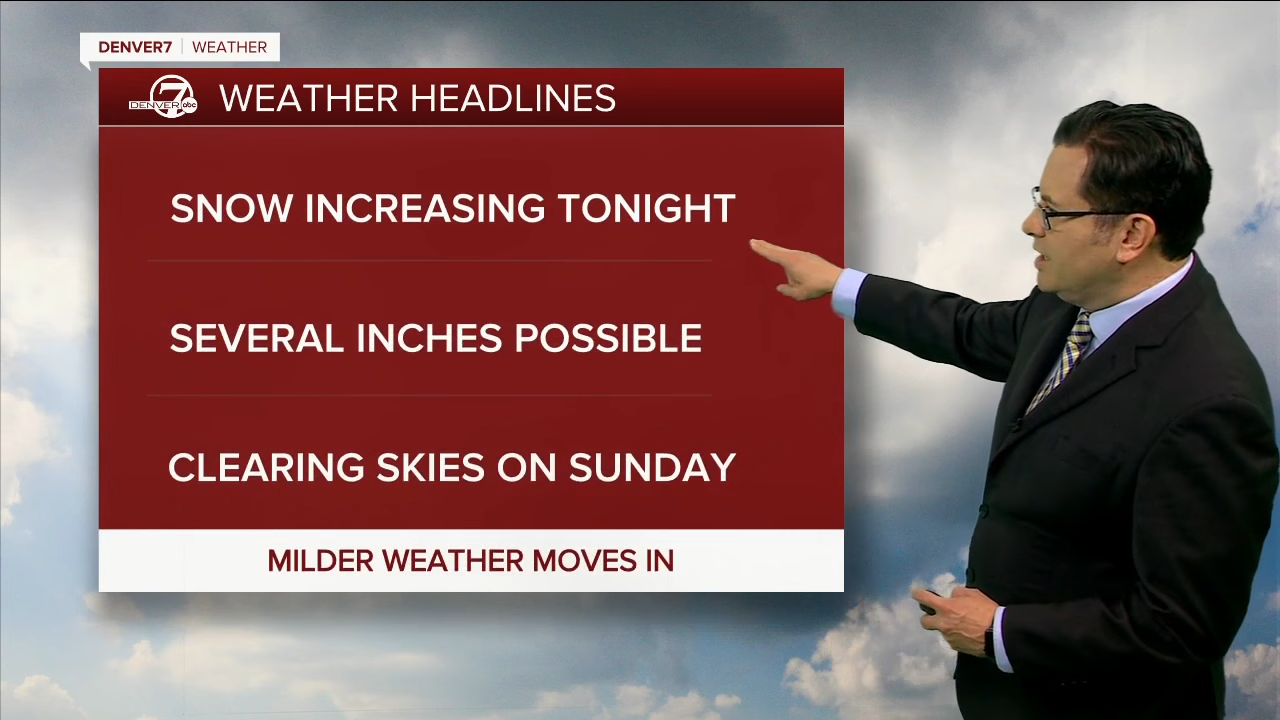 DENVER7 | WEATHER
7
DENVER abc
WEATHER HEADLINES
SNOW INCREASING TONIGHT
SEVERAL INCHES POSSIBLE
CLEARING SKIES ON SUNDAY
MILDER WEATHER MOVES IN